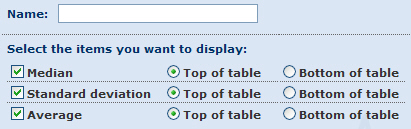 Name:
Select the items you want to display:
Median Top of table Bottom of table
Standard deviation Top of table Bottom of table
Average Top of table Bottom of table